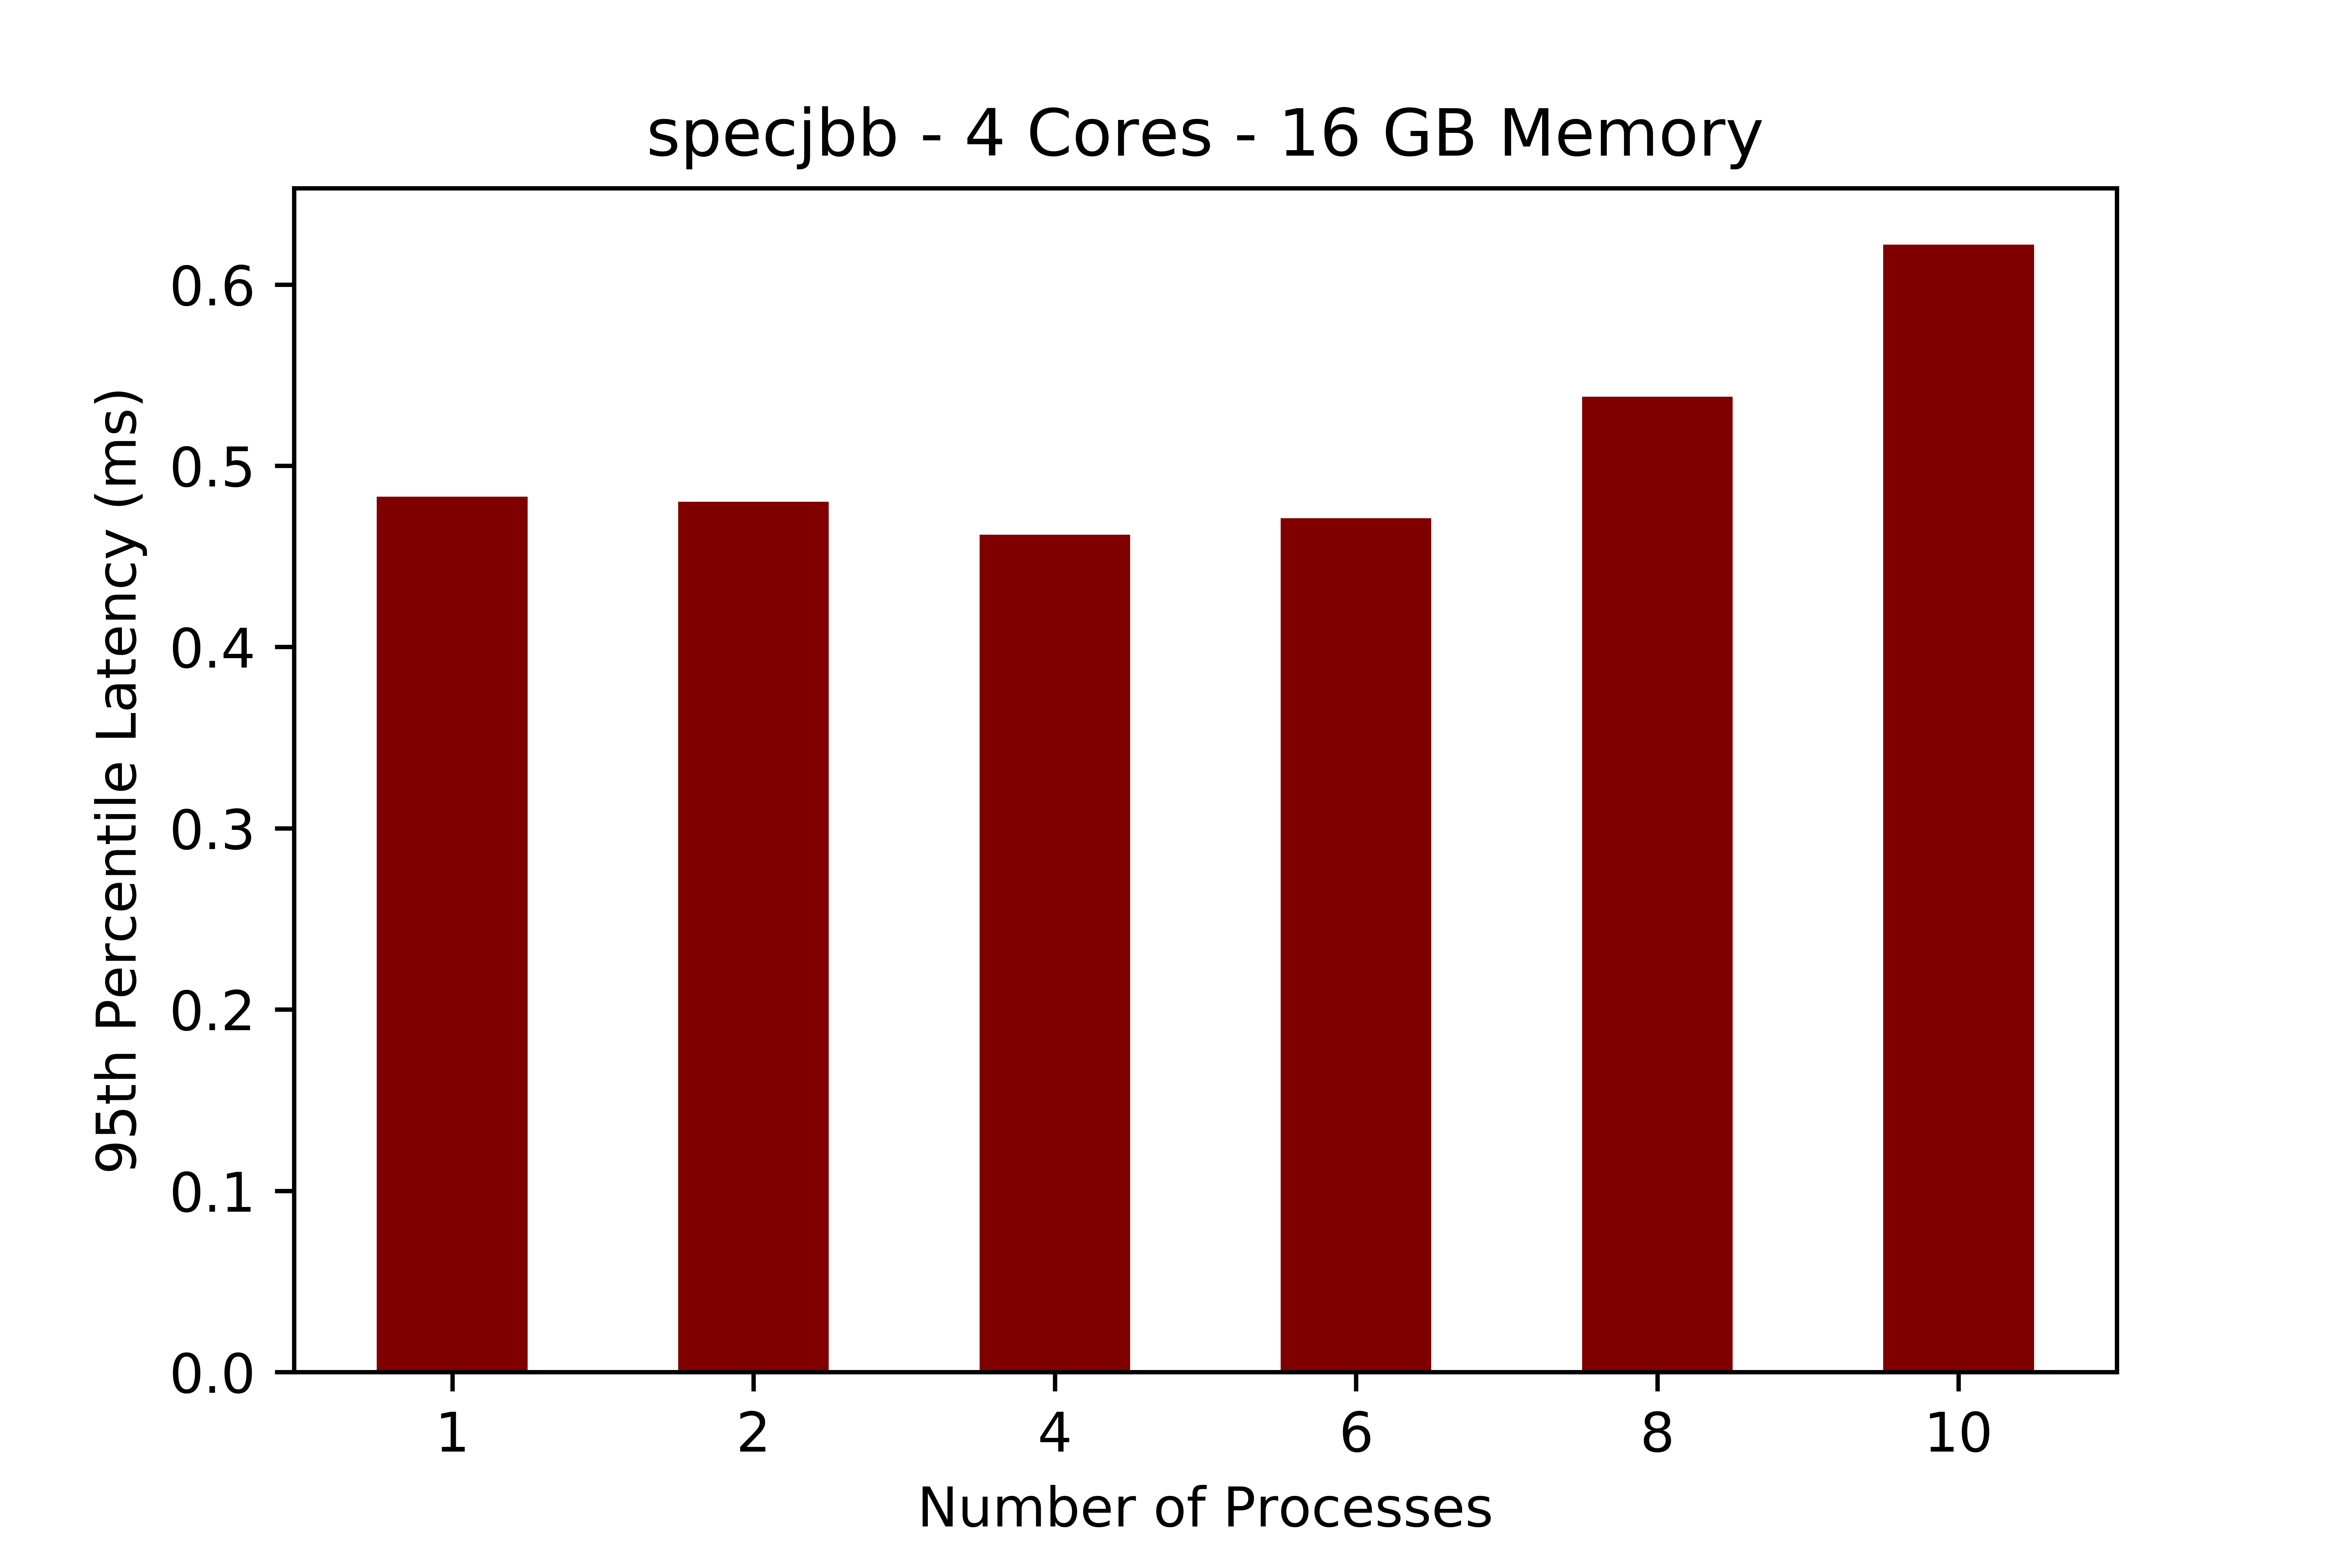 specjbb - 4 Cores - 16 GB Memory
95th Percentile Latency (ms)
0.6
0.5
0.4
0.3
0.2
0.1
0.0
1 2 4 6 8 10
Number of Processes